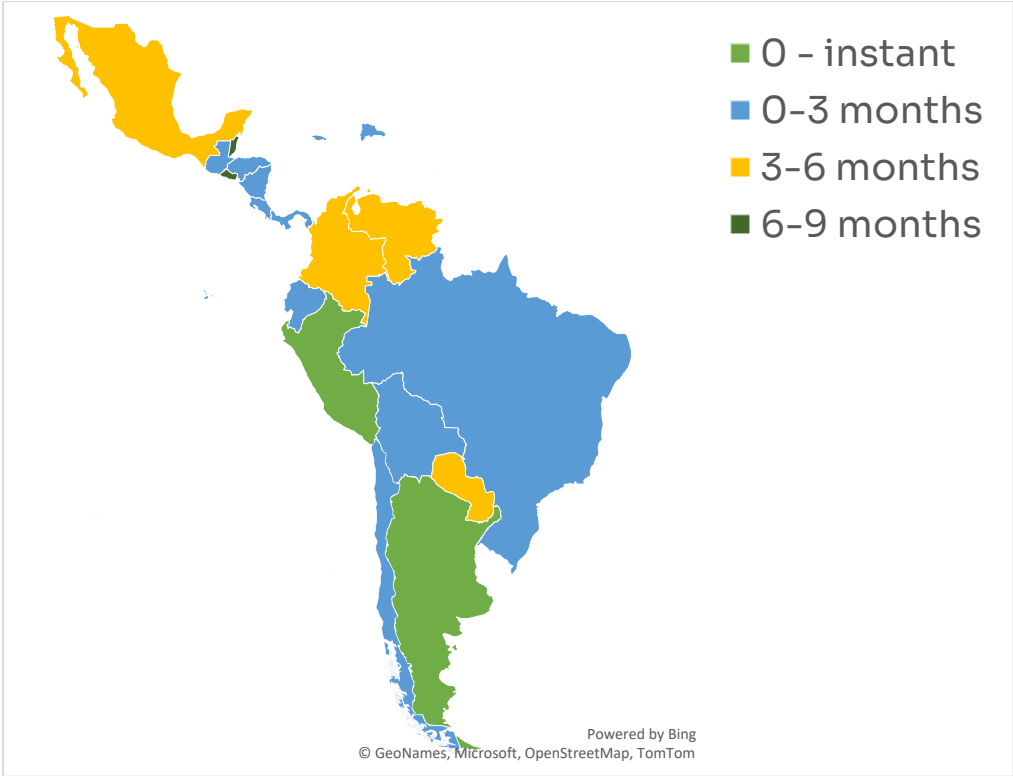 0 - instant
0-3 months
3-6 months
6-9 months
Powered by Bing
© GeoNames, Microsoft, OpenStreetMap, TomTom